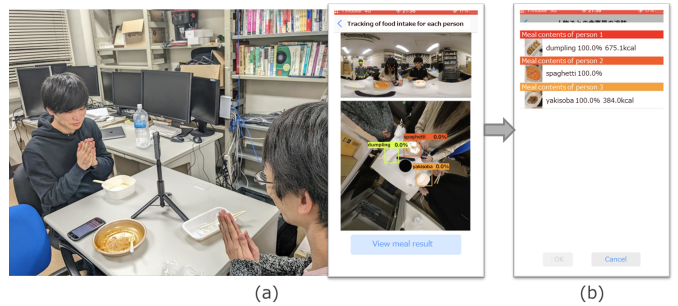 Tracking of food intake for each person
spaghetti 0.0%
dumpling 0.0%
yakisoba 0.0%
View meal result
Meal contents of person 1
dumpling 100.0% 675.1kcal
Meal contents of person 2
spaghetti 100.0%
Meal contents of person 3
yakisoba 100.0% 384.0kcal
OK
Cancel
(a)
(b)